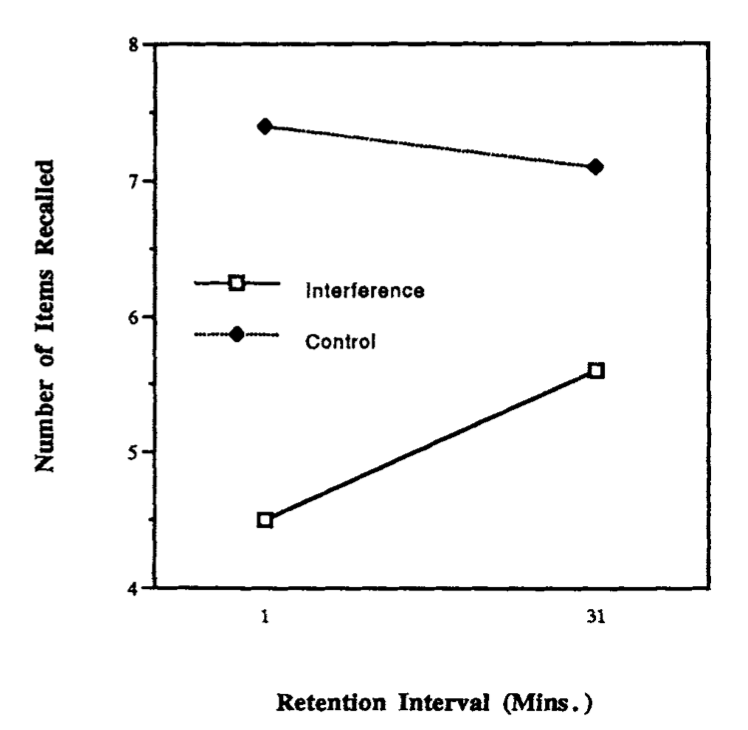 8
7
6
5
4
Number of Items Recalled
Interference
Control
1 31
Retention Interval (Mins.)